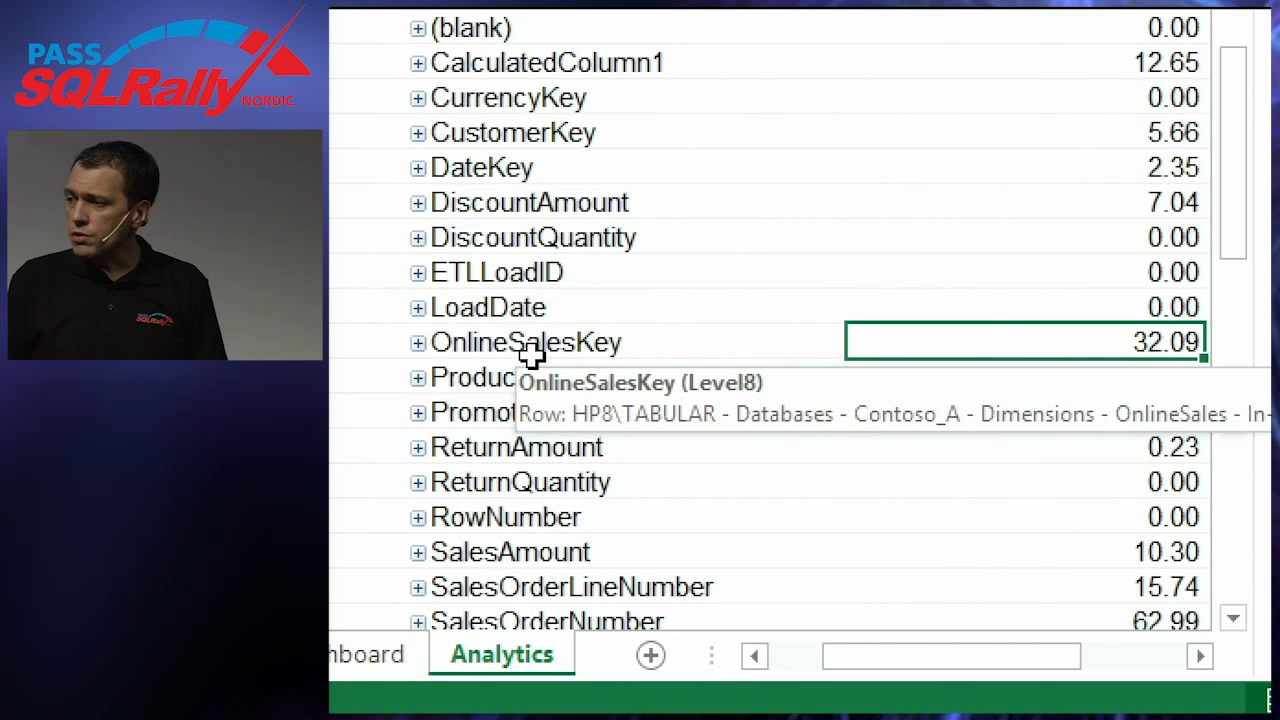 PASS
SQLRally
NORDIC
(blank) 0.00
CalculatedColumn1 12.65
CurrencyKey 0.00
CustomerKey 5.66
DateKey 2.35
DiscountAmount 7.04
DiscountQuantity 0.00
ETLLoadID 0.00
LoadDate 0.00
OnlineSalesKey 32.09
Produc
OnlineSalesKey (Level8)
Promot
Row: HP8\TABULAR - Databases - Contoso_A - Dimensions - OnlineSales - In-
ReturnAmount 0.23
ReturnQuantity 0.00
RowNumber 0.00
SalesAmount 10.30
SalesOrderLineNumber 15.74
SalesOrderNumber 62.99
hboard Analytics